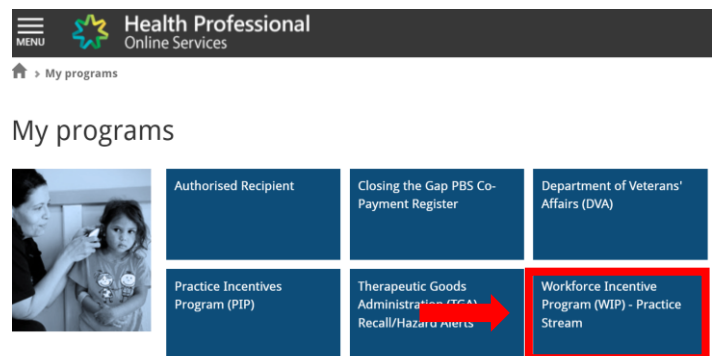 MENU
Health Professional
Online Services
> My programs
My programs
Authorised Recipient
Closing the Gap PBS Co-
Payment Register
Department of Veterans'
Affairs (DVA)
Practice Incentives
Program (PIP)
Therapeutic Goods
Administration (TGA)
Recall/Hazard Alerts
Workforce Incentive
Program (WIP) - Practice
Stream